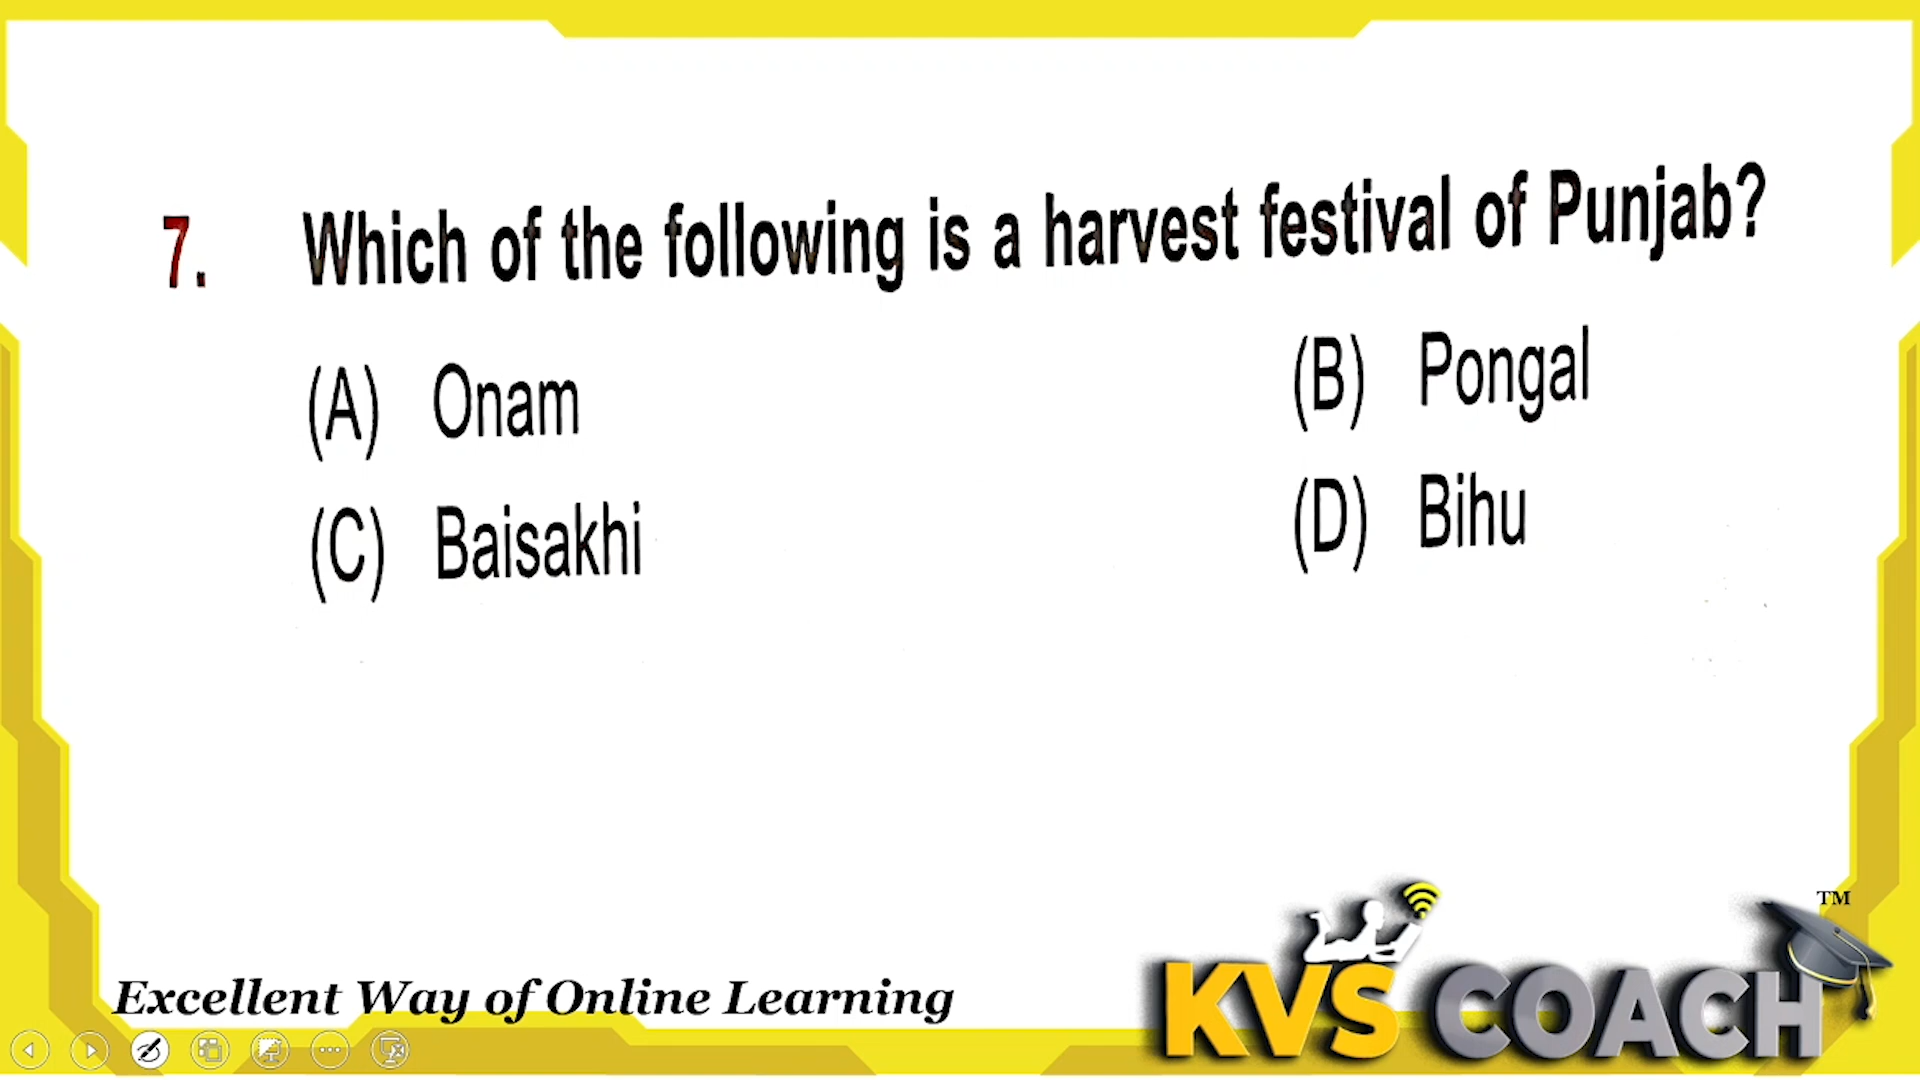 7. Which of the following is a harvest festival of Punjab?
(A) Onam (B) Pongal
(C) Baisakhi (D) Bihu
Excellent Way of Online Learning
KVS COACH TM